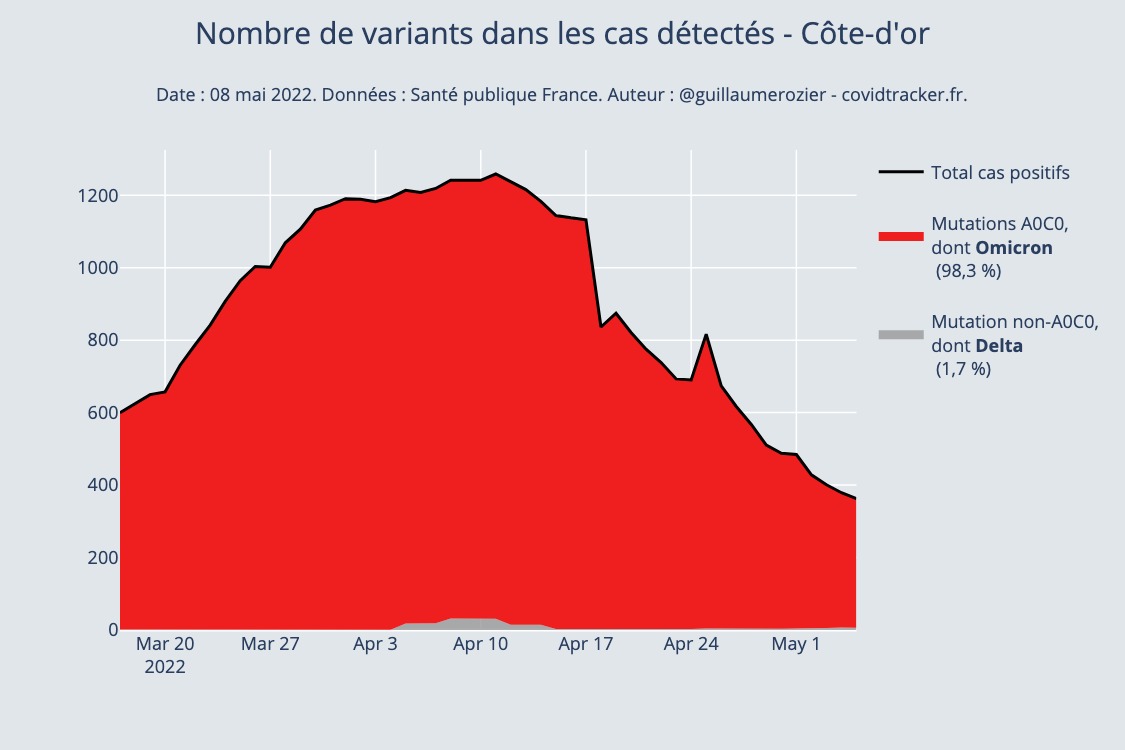 Nombre de variants dans les cas détectés - Côte-d'or
Date : 08 mai 2022. Données : Santé publique France. Auteur : @guillaumerozier - covidtracker.fr.
1200
1000
800
600
400
200
0
Mar 20
2022
Mar 27
Apr 3
Apr 10
Apr 17
Apr 24
May 1
Total cas positifs
Mutations A0C0,
dont Omicron
(98,3 %)
Mutation non-A0C0,
dont Delta
(1,7 %)